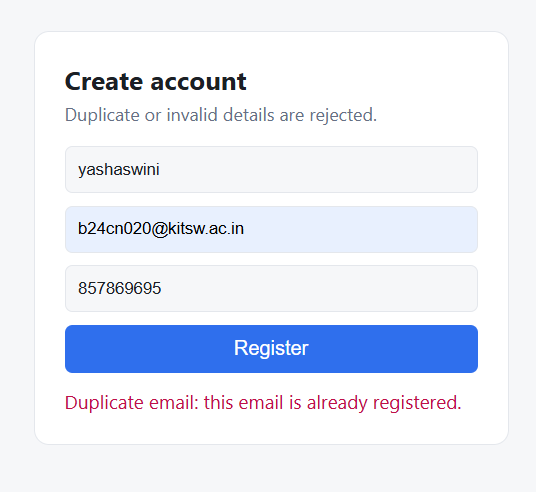 Create account
Duplicate or invalid details are rejected.
yashaswini
b24cn020@kitsw.ac.in
857869695
Register
Duplicate email: this email is already registered.